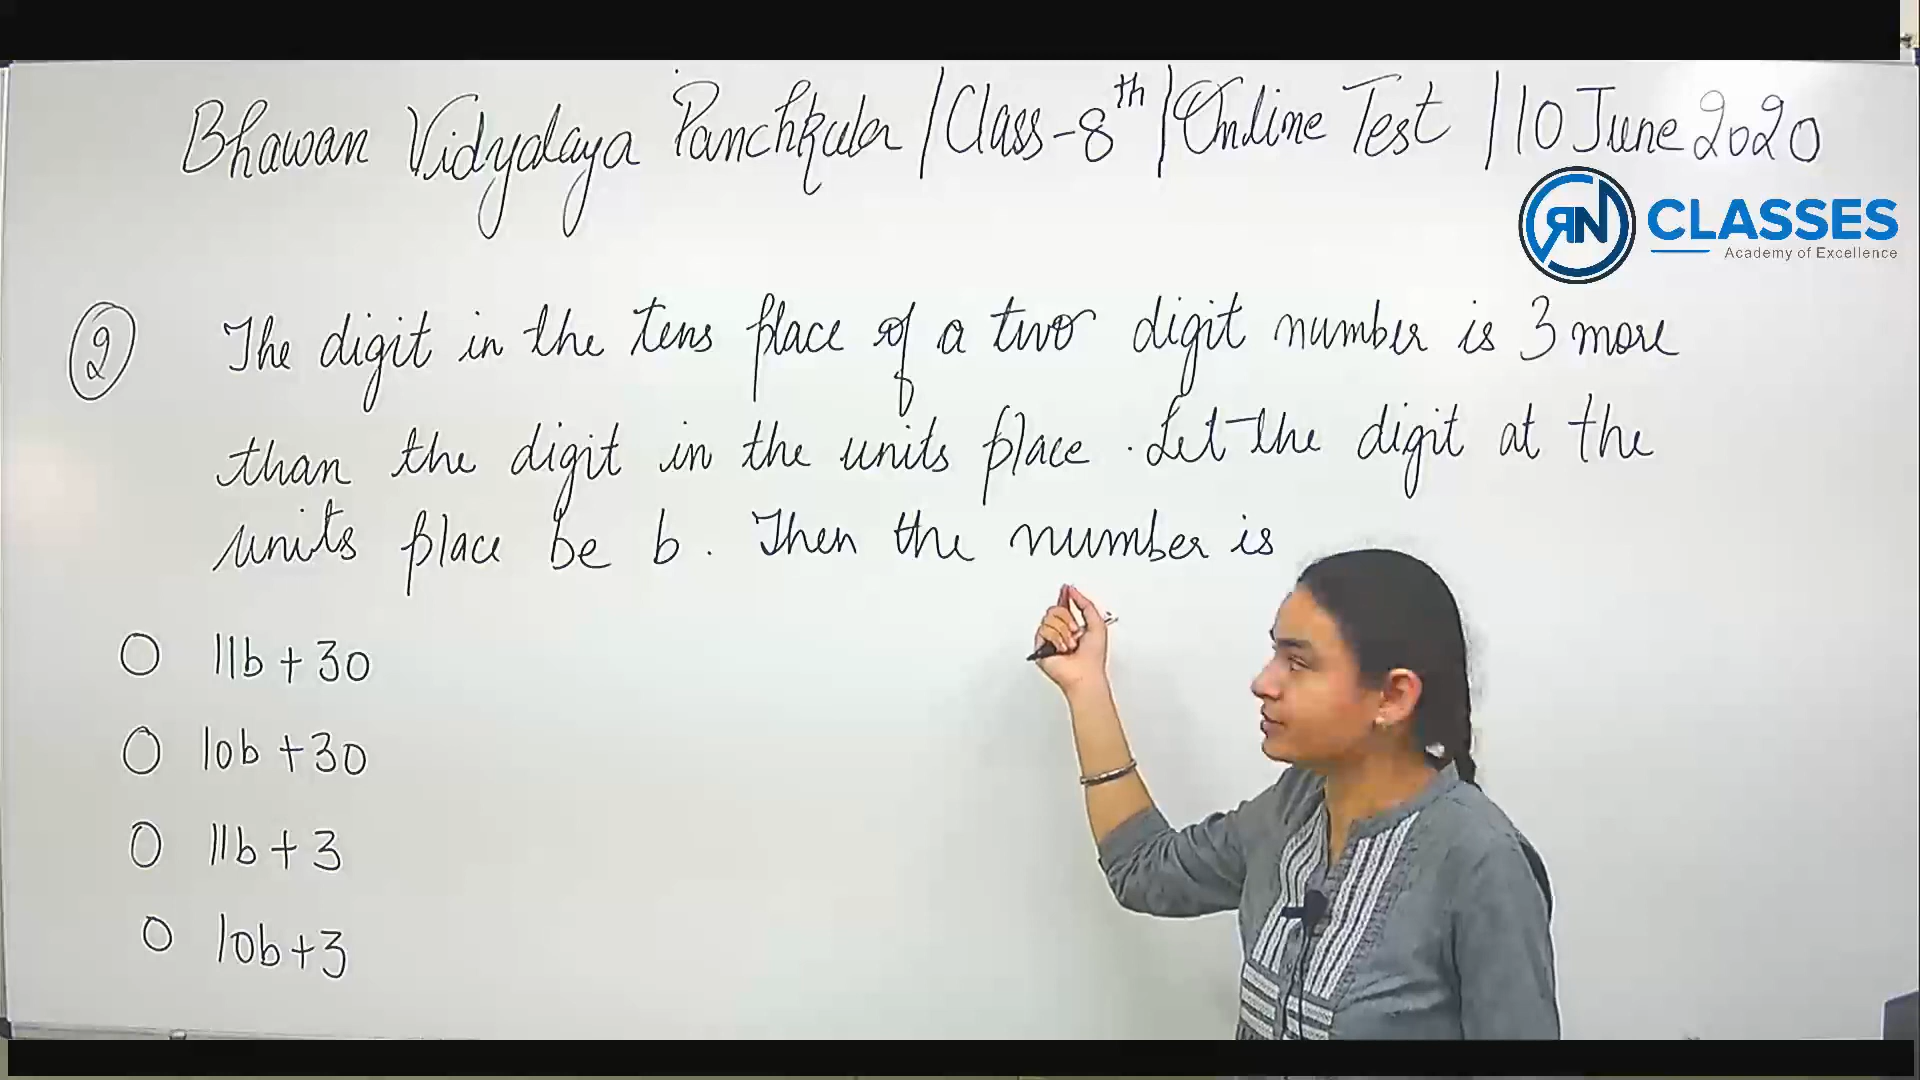 Bhawan Vidyalaya Panchkula | Class-8th | Online Test | 10 June 2020
RN CLASSES
Academy of Excellence
2 The digit in the tens place of a two digit number is 3 more
than the digit in the units place. Let the digit at the
units place be b. Then the number is
11b + 30
10b + 30
11b + 3
10b + 3